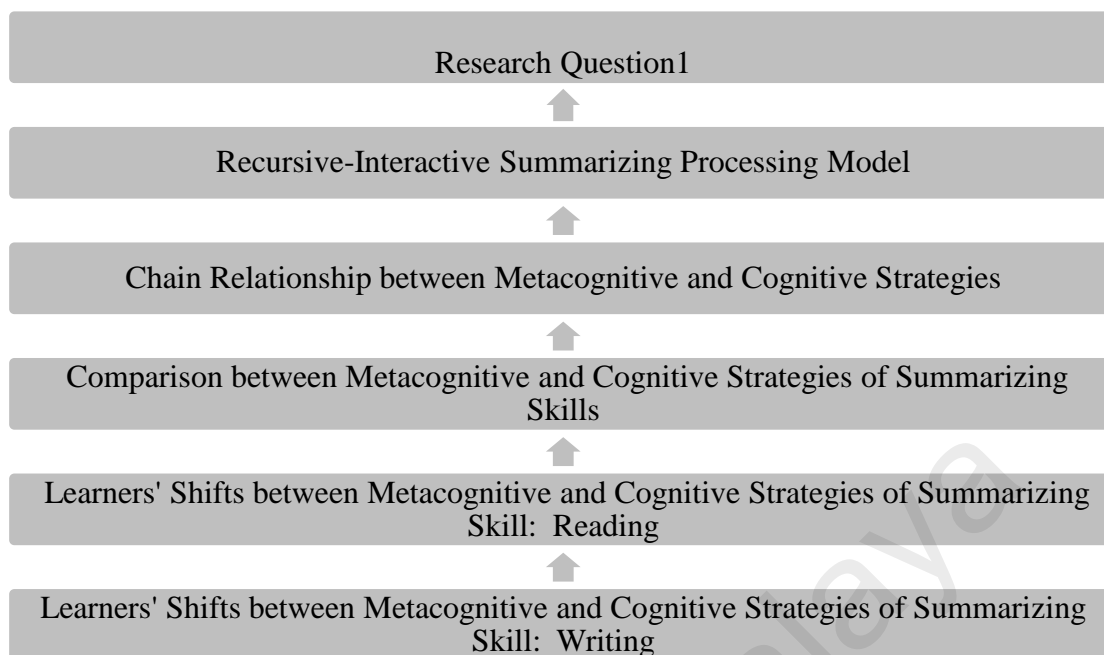 Research Question1
Recursive-Interactive Summarizing Processing Model
Chain Relationship between Metacognitive and Cognitive Strategies
Comparison between Metacognitive and Cognitive Strategies of Summarizing
Skills
Learners' Shifts between Metacognitive and Cognitive Strategies of Summarizing
Skill:  Reading
Learners' Shifts between Metacognitive and Cognitive Strategies of Summarizing
Skill:  Writing